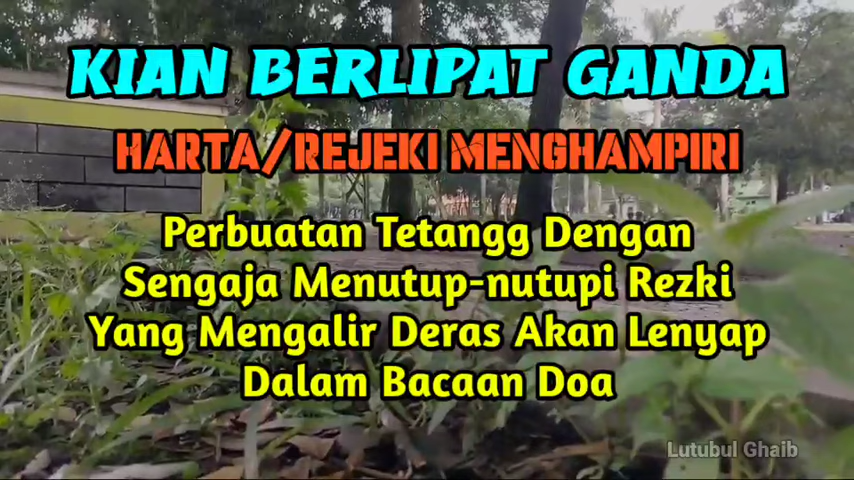 KIAN BERLIPAT GANDA
HARTA/REJEKI MENGHAMPIRI
Perbuatan Tetangg Dengan
Sengaja Menutup-nutupi Rezki
Yang Mengalir Deras Akan Lenyap
Dalam Bacaan Doa
Lutubul Ghaib